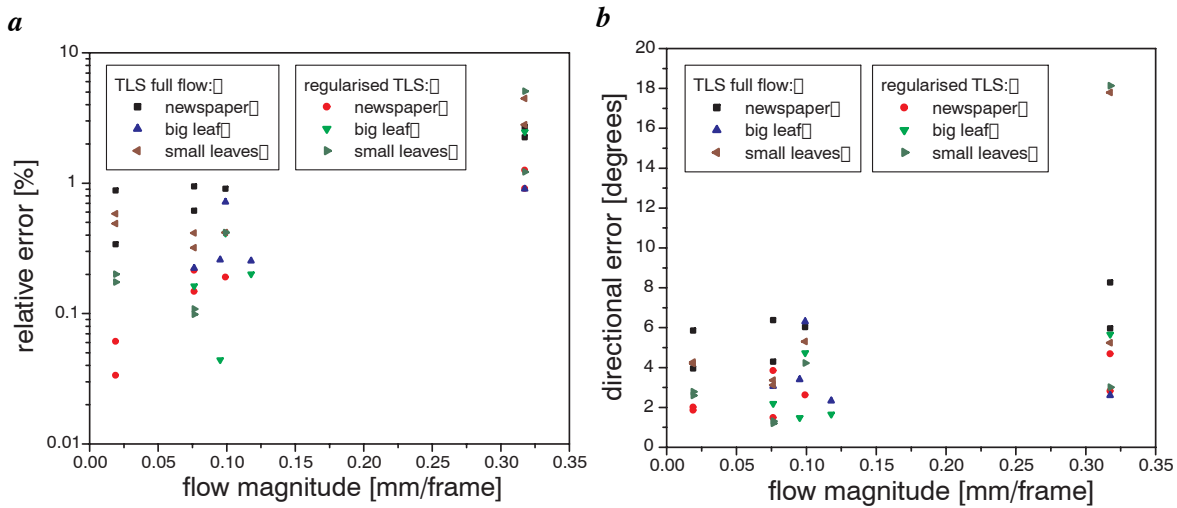 a
10
1
0.1
0.01
relative error [%]
TLS full flow:
newspaper
big leaf
small leaves
regularised TLS:
newspaper
big leaf
small leaves
0.00 0.05 0.10 0.15 0.20 0.25 0.30 0.35
flow magnitude [mm/frame]
b
20
18
16
14
12
10
8
6
4
2
0
directional error [degrees]
TLS full flow:
newspaper
big leaf
small leaves
regularised TLS:
newspaper
big leaf
small leaves
0.00 0.05 0.10 0.15 0.20 0.25 0.30 0.35
flow magnitude [mm/frame]